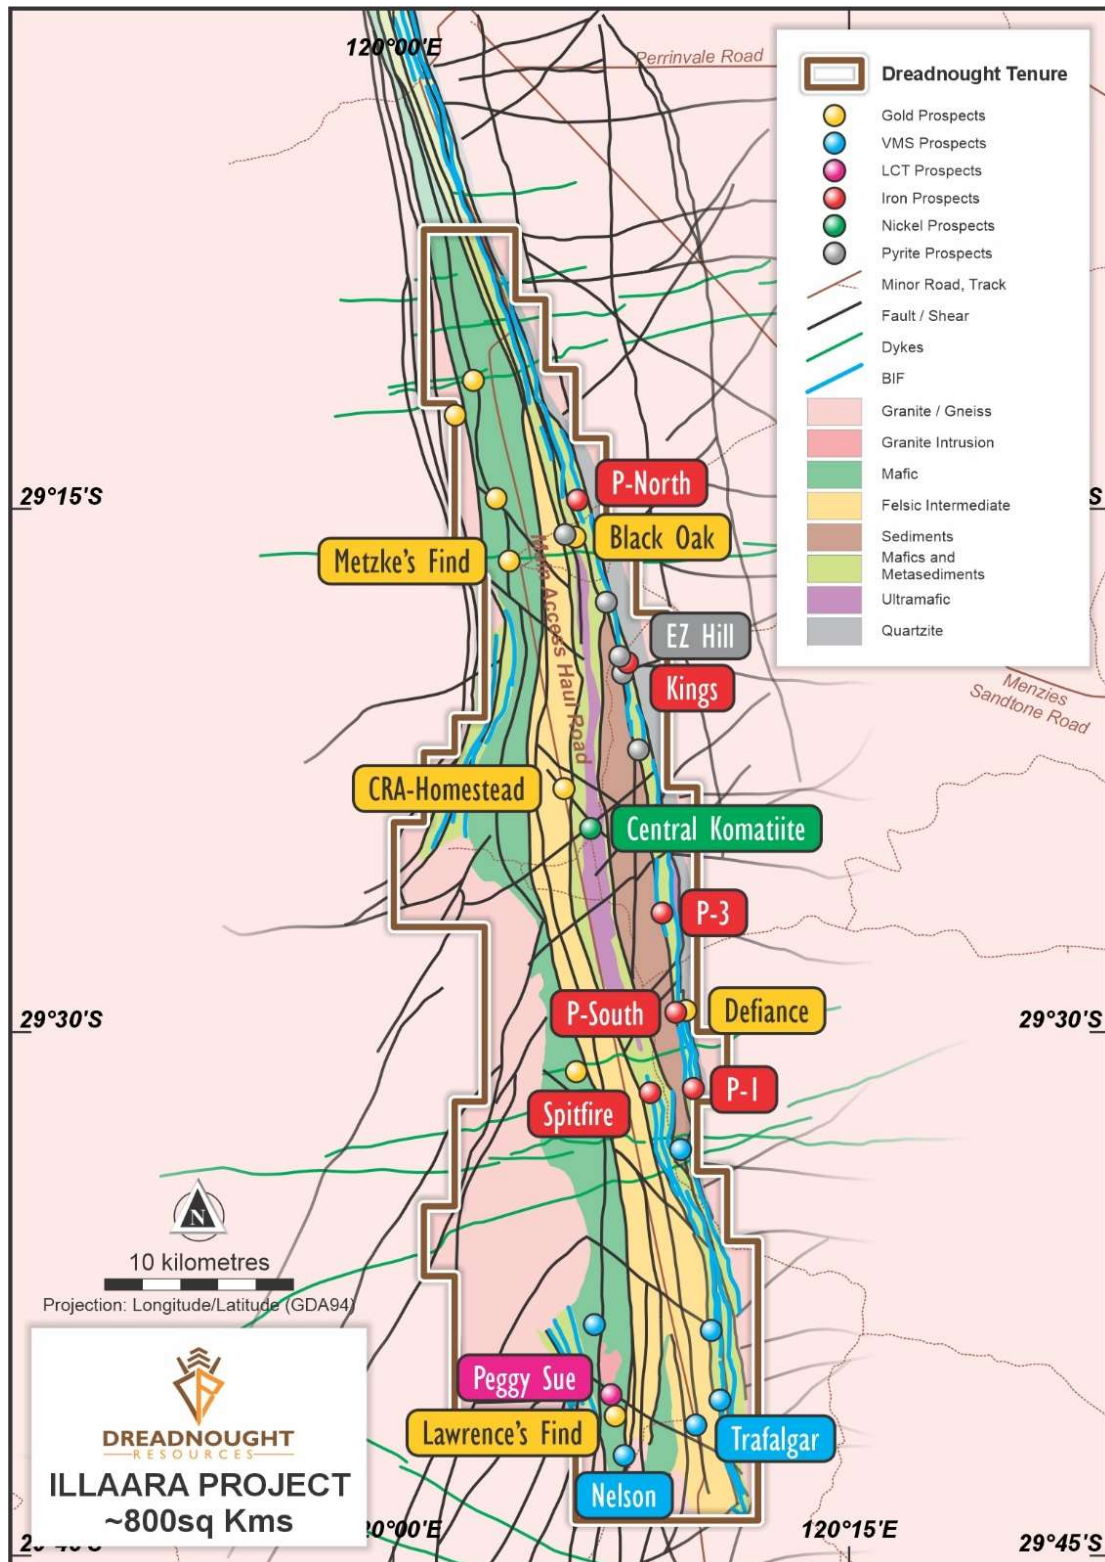 120°00'E
Perrinvale Road
Dreadnought Tenure
Gold Prospects
VMS Prospects
LCT Prospects
Iron Prospects
Nickel Prospects
Pyrite Prospects
Minor Road, Track
Fault / Shear
Dykes
BIF
Granite / Gneiss
Granite Intrusion
Mafic
Felsic Intermediate
Sediments
Mafics and
Metasediments
Ultramafic
Quartzite
29°15'S
S
P-North
Black Oak
Metzke's Find
Main Access Haul Road
EZ Hill
Kings
Menzies
Sandtone Road
CRA-Homestead
Central Komatiite
P-3
29°30'S
P-South
Defiance
29°30'S
P-1
Spitfire
N
10 kilometres
Projection: Longitude/Latitude (GDA94)
Peggy Sue
Lawrence's Find
Trafalgar
Nelson
DREADNOUGHT
RESOURCES
ILLAARA PROJECT
~800sq Kms
20°00'E
120°15'E
29°45'S